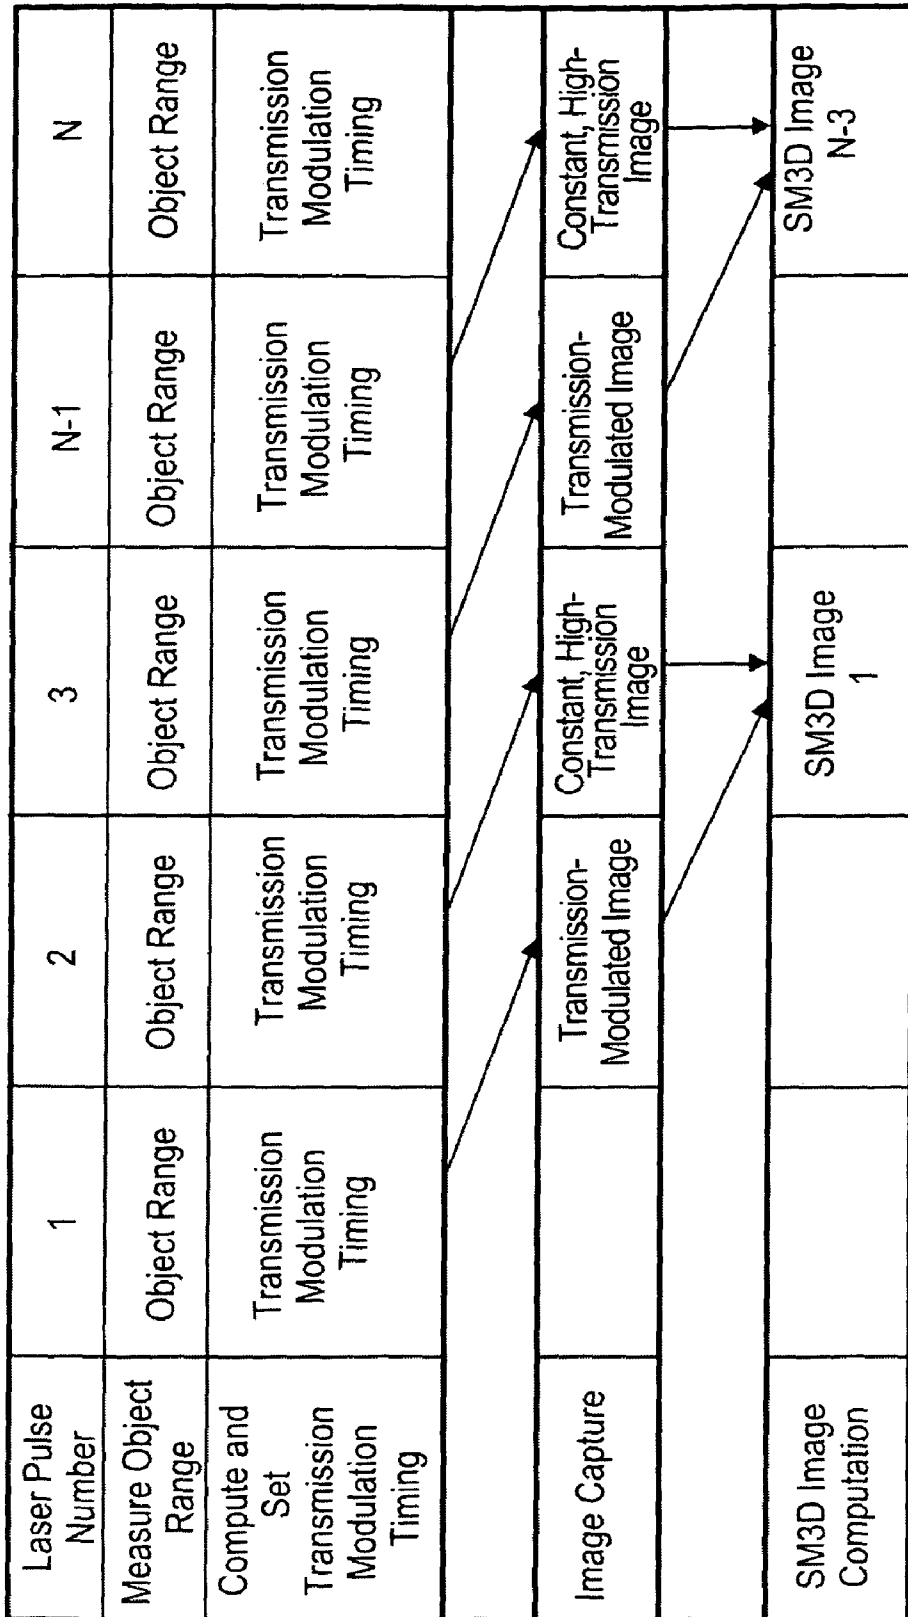 Laser Pulse
Number
1
2
3
N-1
N
Measure Object
Range
Object Range
Object Range
Object Range
Object Range
Object Range
Compute and
Set
Transmission
Modulation
Timing
Transmission
Modulation
Timing
Transmission
Modulation
Timing
Transmission
Modulation
Timing
Transmission
Modulation
Timing
Transmission
Modulation
Timing
Image Capture
Transmission-
Modulated Image
Constant, High-
Transmission
Image
Transmission-
Modulated Image
Constant, High-
Transmission
Image
SM3D Image
Computation
SM3D Image
1
SM3D Image
N-3